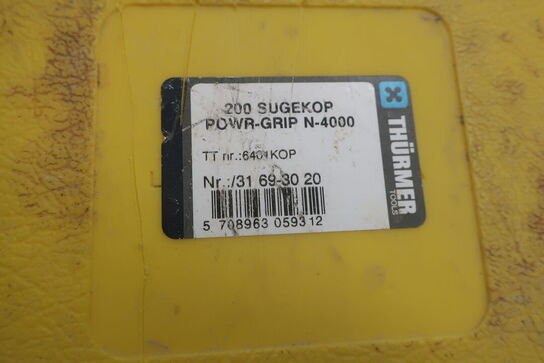 200 SUGEKOP
POWR-GRIP N-4000
TT nr.:6401KOP
Nr.:/31 69-30 20
5 708963 059312
THÜRMER
TOOLS